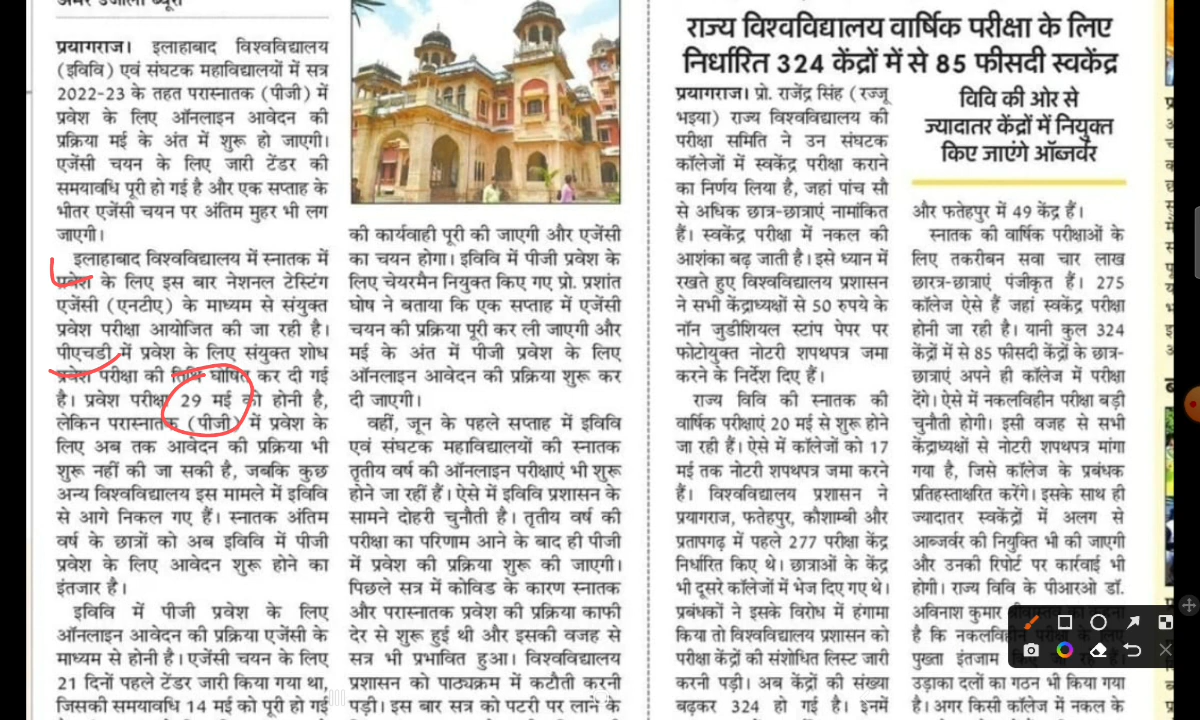 अमर उजाला ब्यूरो
प्रयागराज। इलाहाबाद विश्वविद्यालय
(इविवि) एवं संघटक महाविद्यालयों में सत्र
2022-23 के तहत परास्नातक (पीजी) में
प्रवेश के लिए ऑनलाइन आवेदन की
प्रक्रिया मई के अंत में शुरू हो जाएगी।
एजेंसी चयन के लिए जारी टेंडर की
समयावधि पूरी हो गई है और एक सप्ताह के
भीतर एजेंसी चयन पर अंतिम मुहर भी लग
जाएगी।
इलाहाबाद विश्वविद्यालय में स्नातक में
प्रवेश के लिए इस बार नेशनल टेस्टिंग
एजेंसी (एनटीए) के माध्यम से संयुक्त
प्रवेश परीक्षा आयोजित की जा रही है।
पीएचडी में प्रवेश के लिए संयुक्त शोध
प्रवेश परीक्षा की तिथि घोषित कर दी गई
है। प्रवेश परीक्षा 29 मई को होनी है,
लेकिन परास्नातक (पीजी) में प्रवेश के
लिए अब तक आवेदन की प्रक्रिया भी
शुरू नहीं की जा सकी है, जबकि कुछ
अन्य विश्वविद्यालय इस मामले में इविवि
से आगे निकल गए हैं। स्नातक अंतिम
वर्ष के छात्रों को अब इविवि में पीजी
प्रवेश के लिए आवेदन शुरू होने का
इंतजार है।
इविवि में पीजी प्रवेश के लिए
ऑनलाइन आवेदन की प्रक्रिया एजेंसी के
माध्यम से होनी है। एजेंसी चयन के लिए
21 दिनों पहले टेंडर जारी किया गया था,
जिसकी समयावधि 14 मई को पूरी हो गई
की कार्यवाही पूरी की जाएगी और एजेंसी
का चयन होगा। इविवि में पीजी प्रवेश के
लिए चेयरमैन नियुक्त किए गए प्रो. प्रशांत
घोष ने बताया कि एक सप्ताह में एजेंसी
चयन की प्रक्रिया पूरी कर ली जाएगी और
मई के अंत में पीजी प्रवेश के लिए
ऑनलाइन आवेदन की प्रक्रिया शुरू कर
दी जाएगी।
वहीं, जून के पहले सप्ताह में इविवि
एवं संघटक महाविद्यालयों की स्नातक
तृतीय वर्ष की ऑनलाइन परीक्षाएं भी शुरू
होने जा रहीं हैं। ऐसे में इविवि प्रशासन के
सामने दोहरी चुनौती है। तृतीय वर्ष की
परीक्षा का परिणाम आने के बाद ही पीजी
में प्रवेश की प्रक्रिया शुरू की जाएगी।
पिछले सत्र में कोविड के कारण स्नातक
और परास्नातक प्रवेश की प्रक्रिया काफी
देर से शुरू हुई थी और इसकी वजह से
सत्र भी प्रभावित हुआ। विश्वविद्यालय
प्रशासन को पाठ्यक्रम में कटौती करनी
पड़ी। इस बार सत्र को पटरी पर लाने के
राज्य विश्वविद्यालय वार्षिक परीक्षा के लिए
निर्धारित 324 केंद्रों में से 85 फीसदी स्वकेंद्र
प्रयागराज। प्रो. राजेंद्र सिंह (रज्जू
भइया) राज्य विश्वविद्यालय की
परीक्षा समिति ने उन संघटक
कॉलेजों में स्वकेंद्र परीक्षा कराने
का निर्णय लिया है, जहां पांच सौ
से अधिक छात्र-छात्राएं नामांकित
हैं। स्वकेंद्र परीक्षा में नकल की
आशंका बढ़ जाती है। इसे ध्यान में
रखते हुए विश्वविद्यालय प्रशासन
ने सभी केंद्राध्यक्षों से 50 रुपये के
नॉन जुडीशियल स्टांप पेपर पर
फोटोयुक्त नोटरी शपथपत्र जमा
करने के निर्देश दिए हैं।
राज्य विवि की स्नातक की
वार्षिक परीक्षाएं 20 मई से शुरू होने
जा रही हैं। ऐसे में कॉलेजों को 17
मई तक नोटरी शपथपत्र जमा करने
हैं। विश्वविद्यालय प्रशासन ने
प्रयागराज, फतेहपुर, कौशाम्बी और
प्रतापगढ़ में पहले 277 परीक्षा केंद्र
निर्धारित किए थे। छात्राओं के केंद्र
भी दूसरे कॉलेजों में भेज दिए गए थे।
प्रबंधकों ने इसके विरोध में हंगामा
किया तो विश्वविद्यालय प्रशासन को
परीक्षा केंद्रों की संशोधित लिस्ट जारी
करनी पड़ी। अब केंद्रों की संख्या
बढ़कर 324 हो गई है। इनमें
विवि की ओर से
ज्यादातर केंद्रों में नियुक्त
किए जाएंगे ऑब्जर्वर
और फतेहपुर में 49 केंद्र हैं।
स्नातक की वार्षिक परीक्षाओं के
लिए तकरीबन सवा चार लाख
छारत्र-छात्राएं पंजीकृत हैं। 275
कॉलेज ऐसे हैं जहां स्वकेंद्र परीक्षा
होनी जा रही है। यानी कुल 324
केंद्रों में से 85 फीसदी केंद्रों के छात्र-
छात्राएं अपने ही कॉलेज में परीक्षा
देंगे। ऐसे में नकलविहीन परीक्षा बड़ी
चुनौती होगी। इसी वजह से सभी
केंद्राध्यक्षों से नोटरी शपथपत्र मांगा
गया है, जिसे कॉलेज के प्रबंधक
प्रतिहस्ताक्षरित करेंगे। इसके साथ ही
ज्यादातर स्वकेंद्रों में अलग से
आब्जर्वर की नियुक्ति भी की जाएगी
और उनकी रिपोर्ट पर कार्रवाई भी
होगी। राज्य विवि के पीआरओ डॉ.
अविनाश कुमार
है कि नकलविहीन परीक्षा के लिए
पुख्ता इंतजाम किए
उड़ाका दलों का गठन भी किया गया
है। अगर किसी कॉलेज में नकल के